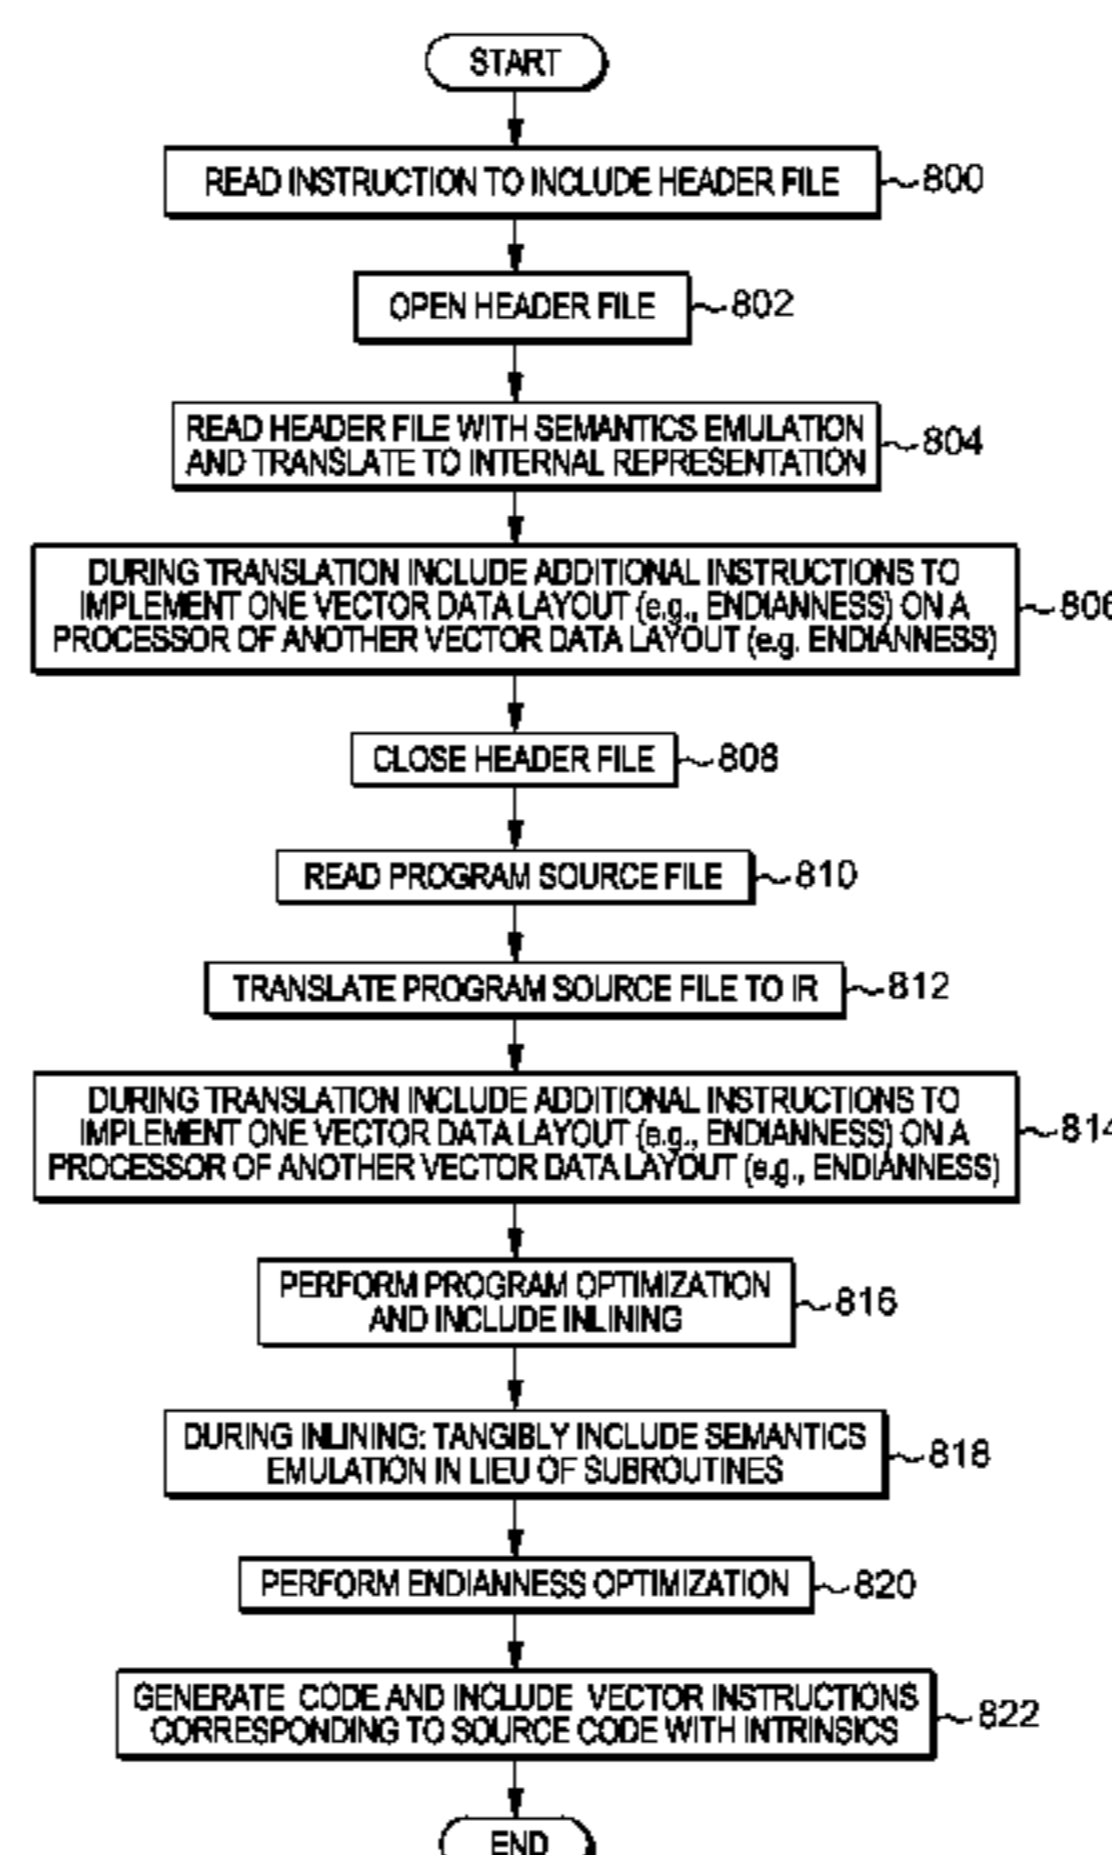 START
READ INSTRUCTION TO INCLUDE HEADER FILE
800
OPEN HEADER FILE
802
READ HEADER FILE WITH SEMANTICS EMULATION
AND TRANSLATE TO INTERNAL REPRESENTATION
804
DURING TRANSLATION INCLUDE ADDITIONAL INSTRUCTIONS TO
IMPLEMENT ONE VECTOR DATA LAYOUT (e.g., ENDIANNESS) ON A
PROCESSOR OF ANOTHER VECTOR DATA LAYOUT (e.g. ENDIANNESS)
806
CLOSE HEADER FILE
808
READ PROGRAM SOURCE FILE
810
TRANSLATE PROGRAM SOURCE FILE TO IR
812
DURING TRANSLATION INCLUDE ADDITIONAL INSTRUCTIONS TO
IMPLEMENT ONE VECTOR DATA LAYOUT (e.g., ENDIANNESS) ON A
PROCESSOR OF ANOTHER VECTOR DATA LAYOUT (e.g., ENDIANNESS)
814
PERFORM PROGRAM OPTIMIZATION
AND INCLUDE INLINING
816
DURING INLINING: TANGIBLY INCLUDE SEMANTICS
EMULATION IN LIEU OF SUBROUTINES
818
PERFORM ENDIANNESS OPTIMIZATION
820
GENERATE CODE AND INCLUDE VECTOR INSTRUCTIONS
CORRESPONDING TO SOURCE CODE WITH INTRINSICS
822
END